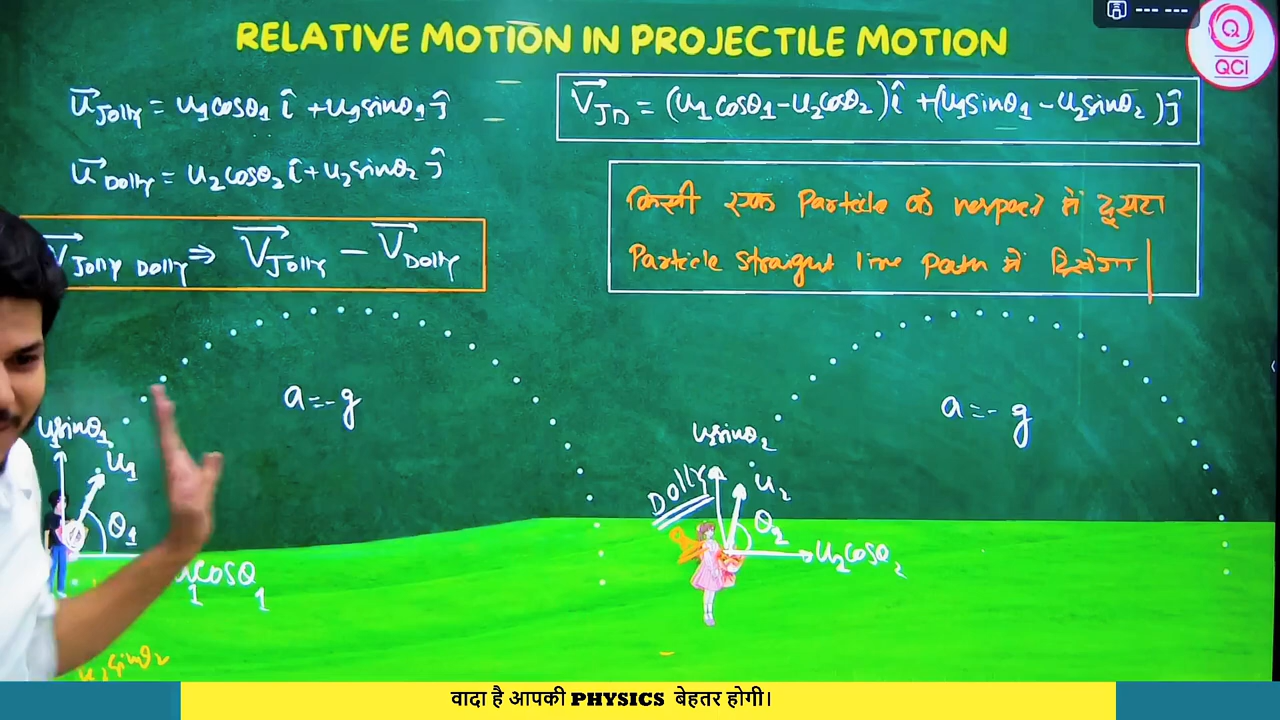 RELATIVE MOTION IN PROJECTILE MOTION
Q
QCI
u⃗Jolly = u₁cosθ₁ î + u₁sinθ₁ ĵ
V⃗JD = (u₁cosθ₁-u₂cosθ₂)î + (u₁sinθ₁-u₂sinθ₂)ĵ
u⃗Dolly = u₂cosθ₂ î + u₂sinθ₂ ĵ
किसी एक Particle के respect में दूसरा
Particle straight line Path में दिखेगा|
V⃗Jolly Dolly ⇒ V⃗Jolly - V⃗Dolly
a=-g
a=-g
u₁sinθ₁
u₁
θ₁
u₁cosθ₁
u₂sinθ₂
Dolly
u₂
θ₂
u₂cosθ₂
u₂sinθ₂
वादा है आपकी PHYSICS बेहतर होगी।